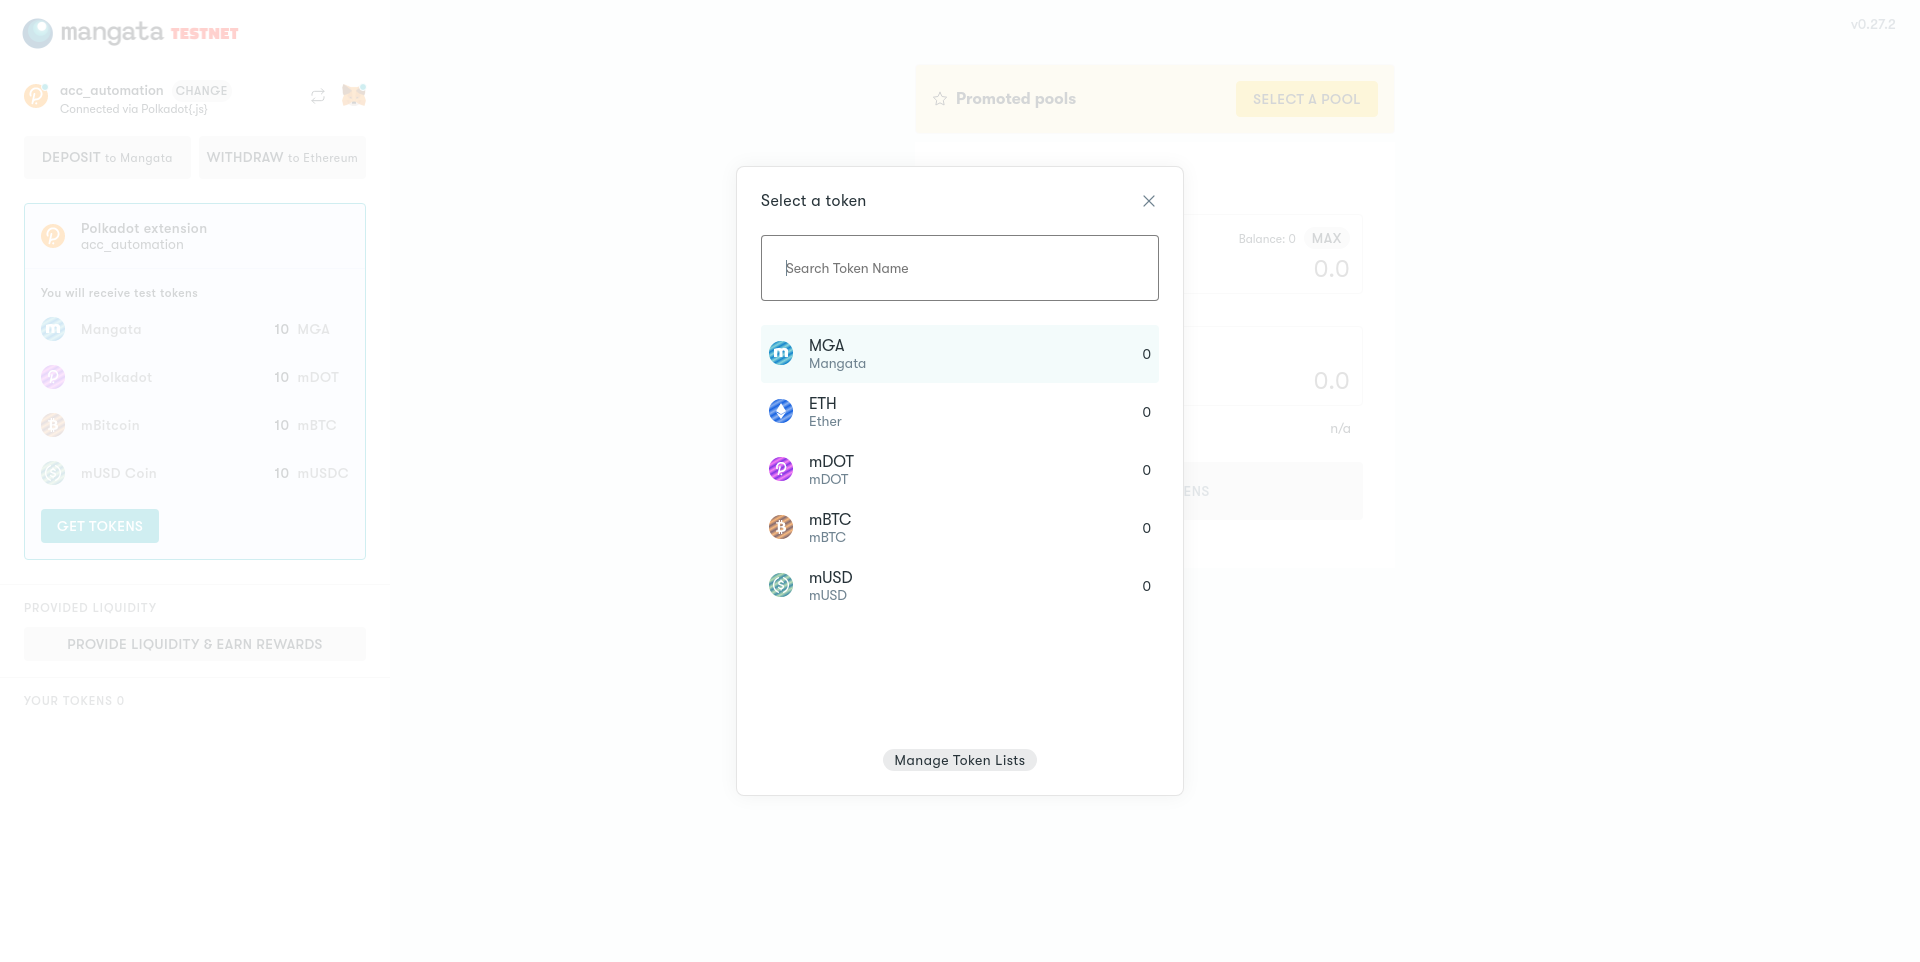 mangata TESTNET
v0.27.2
acc_automation CHANGE
Connected via Polkadot{.js}
DEPOSIT to Mangata
WITHDRAW to Ethereum
Polkadot extension
acc_automation
You will receive test tokens
Mangata 10 MGA
mPolkadot 10 mDOT
mBitcoin 10 mBTC
mUSD Coin 10 mUSDC
GET TOKENS
PROVIDED LIQUIDITY
PROVIDE LIQUIDITY & EARN REWARDS
YOUR TOKENS 0
Promoted pools
SELECT A POOL
Balance: 0 MAX
0.0
0.0
n/a
ENS
Select a token
Search Token Name
MGA
Mangata
0
ETH
Ether
0
mDOT
mDOT
0
mBTC
mBTC
0
mUSD
mUSD
0
Manage Token Lists